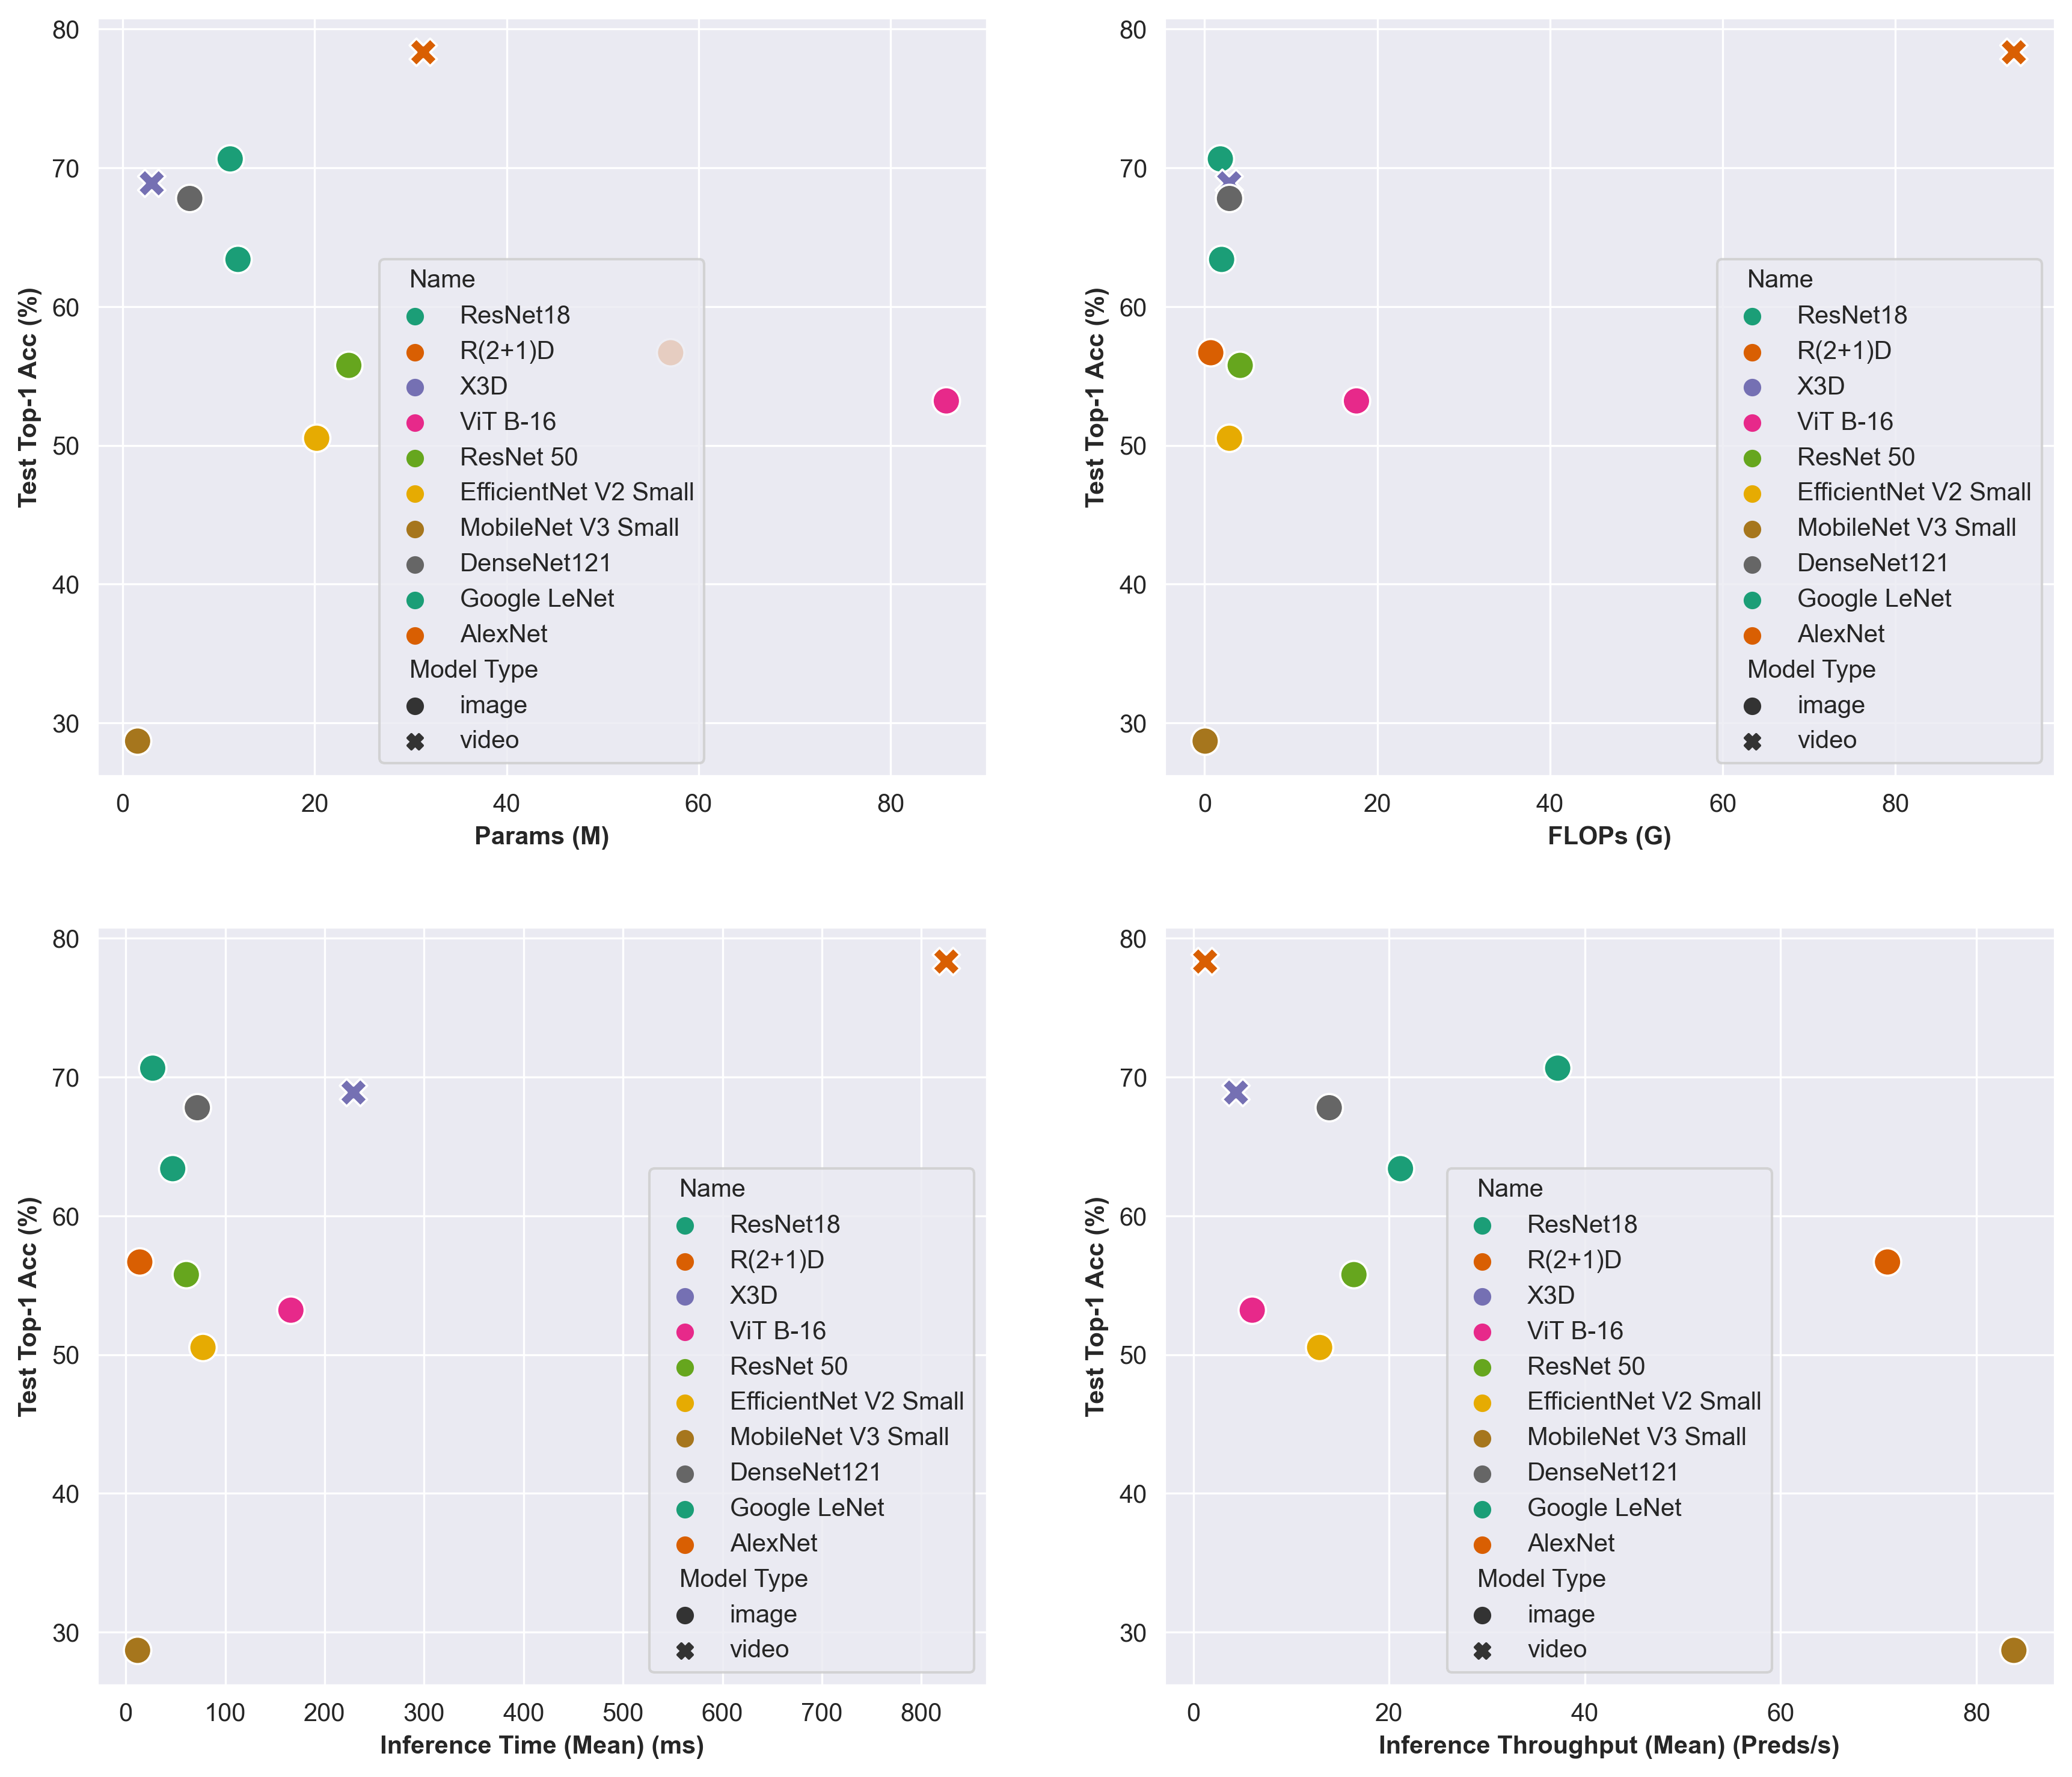 80
70
60
50
40
30
Test Top-1 Acc (%)
Name
ResNet18
R(2+1)D
X3D
ViT B-16
ResNet 50
EfficientNet V2 Small
MobileNet V3 Small
DenseNet121
Google LeNet
AlexNet
Model Type
image
video
0 20 40 60 80
Params (M)
80
70
60
50
40
30
Test Top-1 Acc (%)
Name
ResNet18
R(2+1)D
X3D
ViT B-16
ResNet 50
EfficientNet V2 Small
MobileNet V3 Small
DenseNet121
Google LeNet
AlexNet
Model Type
image
video
0 20 40 60 80
FLOPs (G)
80
70
60
50
40
30
Test Top-1 Acc (%)
Name
ResNet18
R(2+1)D
X3D
ViT B-16
ResNet 50
EfficientNet V2 Small
MobileNet V3 Small
DenseNet121
Google LeNet
AlexNet
Model Type
image
video
0 100 200 300 400 500 600 700 800
Inference Time (Mean) (ms)
80
70
60
50
40
30
Test Top-1 Acc (%)
Name
ResNet18
R(2+1)D
X3D
ViT B-16
ResNet 50
EfficientNet V2 Small
MobileNet V3 Small
DenseNet121
Google LeNet
AlexNet
Model Type
image
video
0 20 40 60 80
Inference Throughput (Mean) (Preds/s)